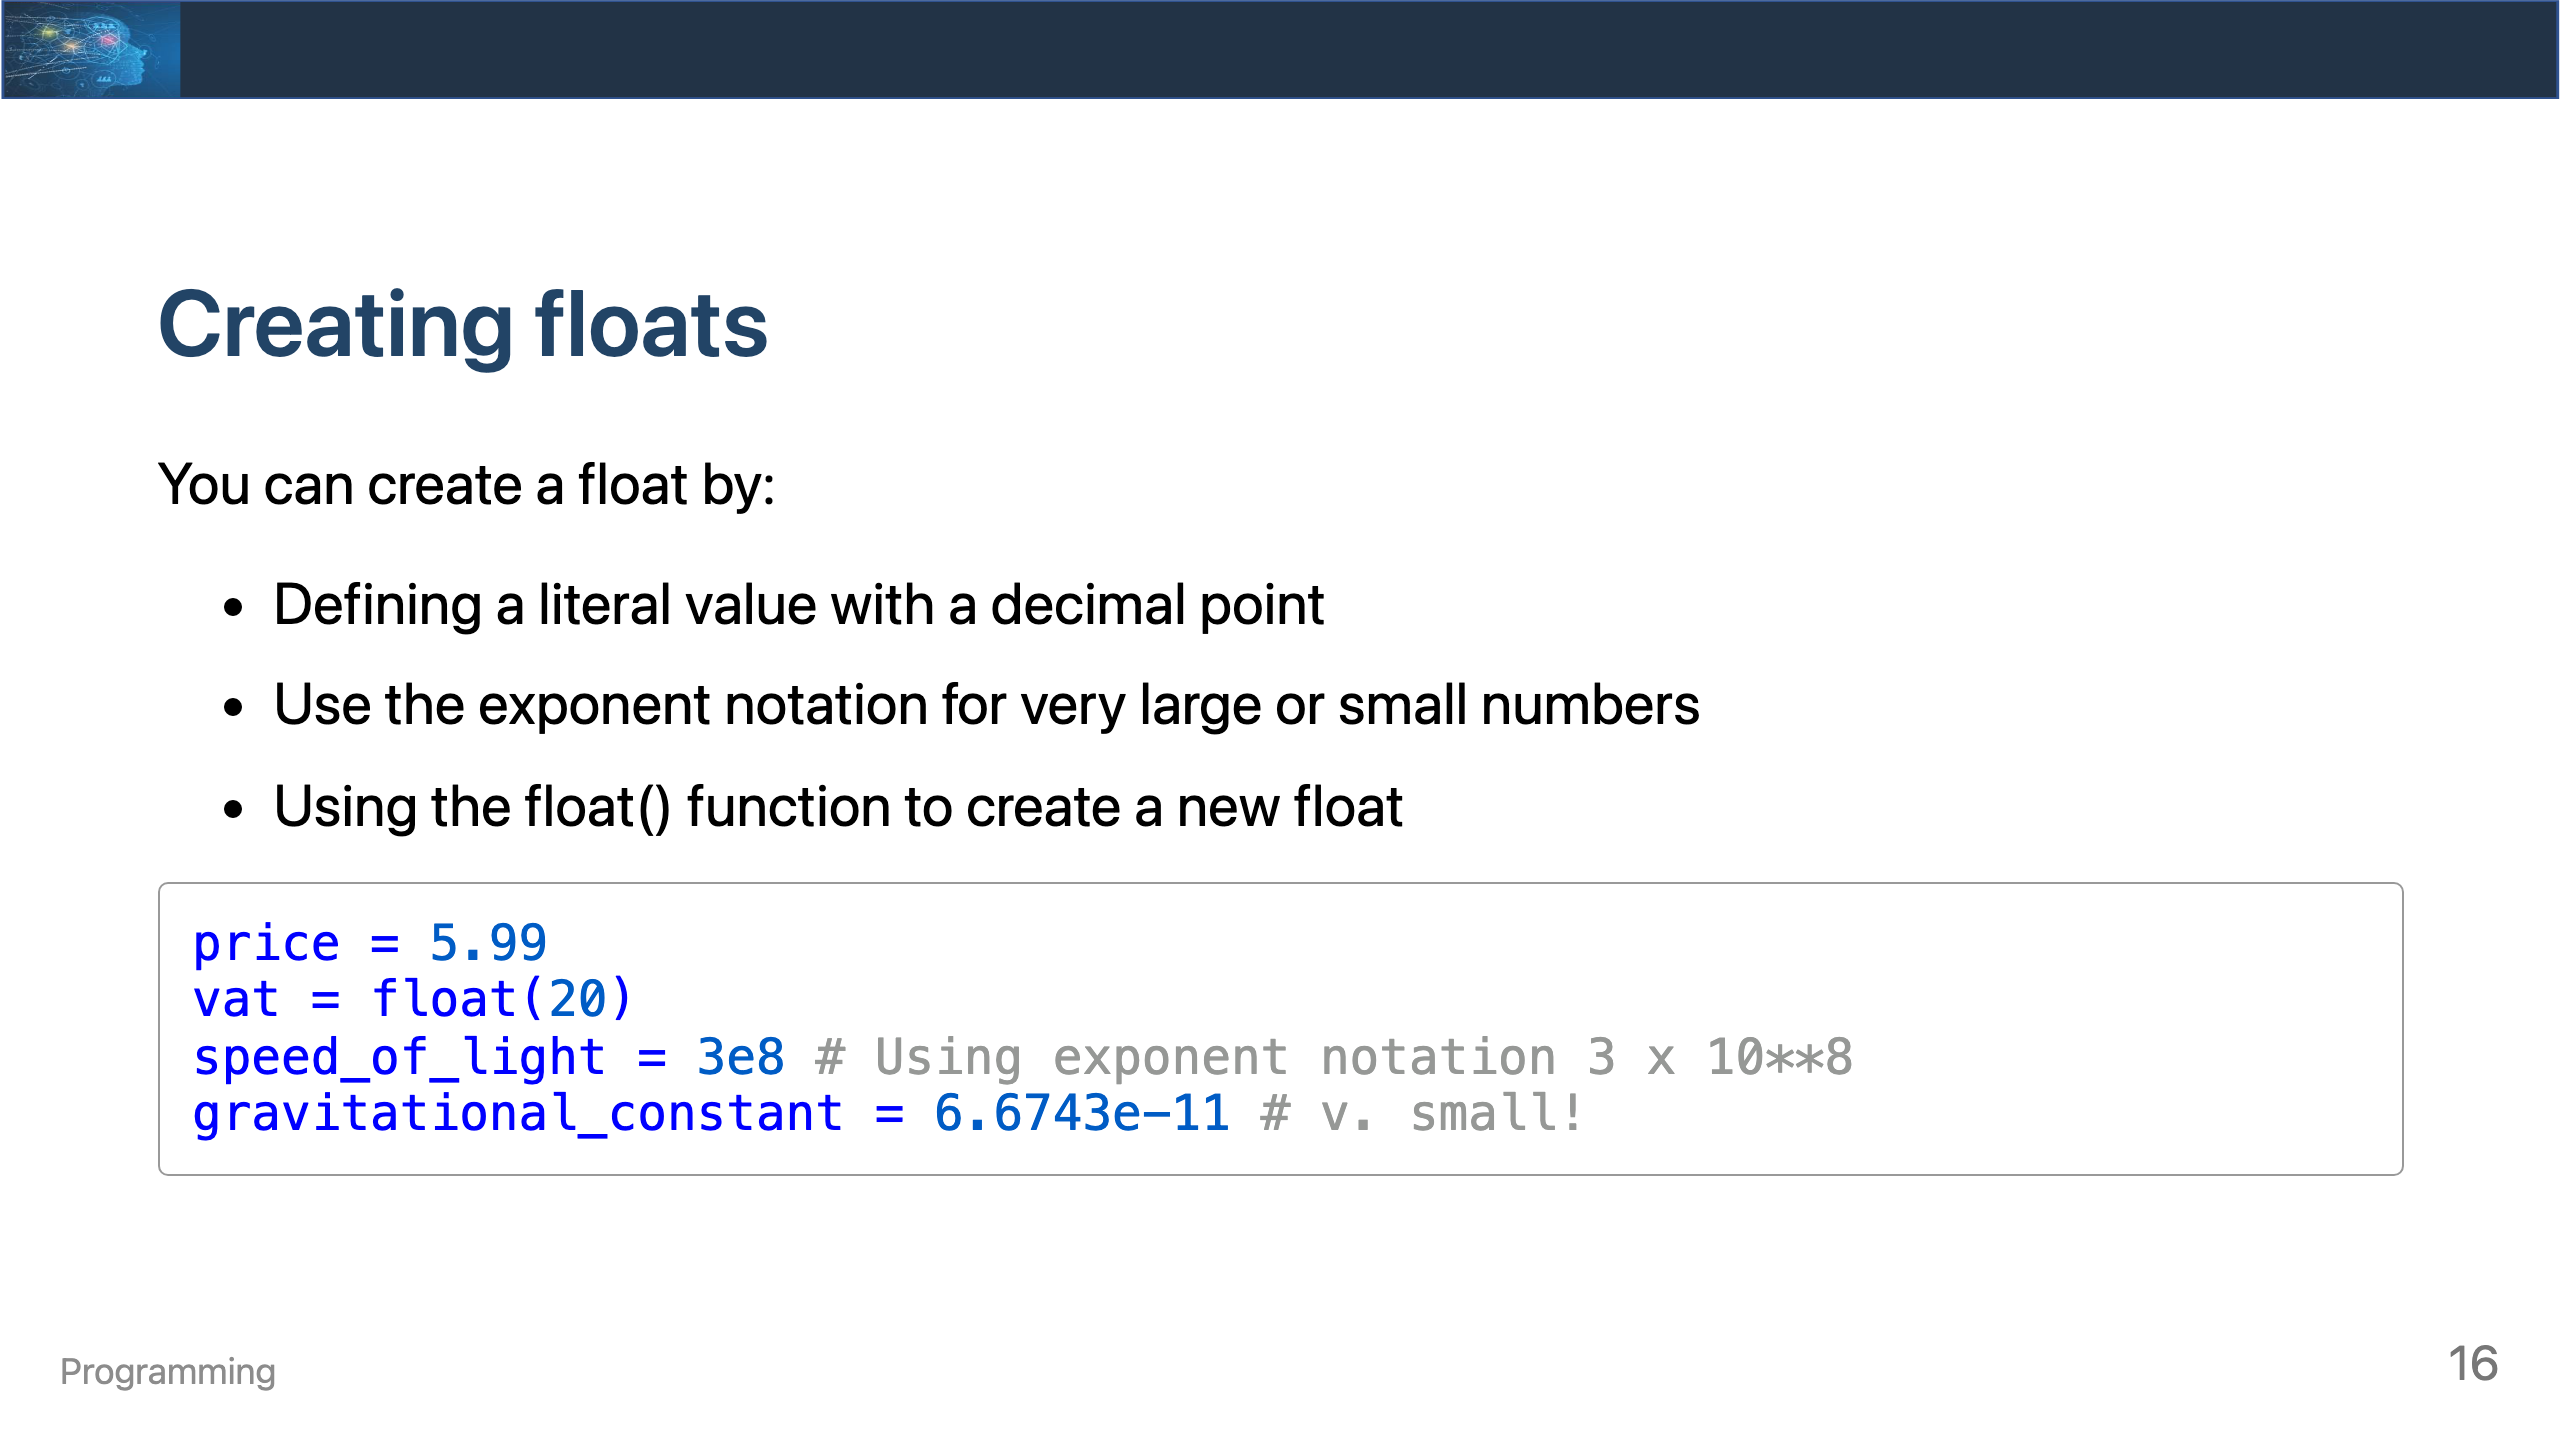 Creating floats
You can create a float by:
• Defining a literal value with a decimal point
• Use the exponent notation for very large or small numbers
• Using the float() function to create a new float
price = 5.99
vat = float(20)
speed_of_light = 3e8 # Using exponent notation 3 x 10**8
gravitational_constant = 6.6743e-11 # v. small!
Programming
16